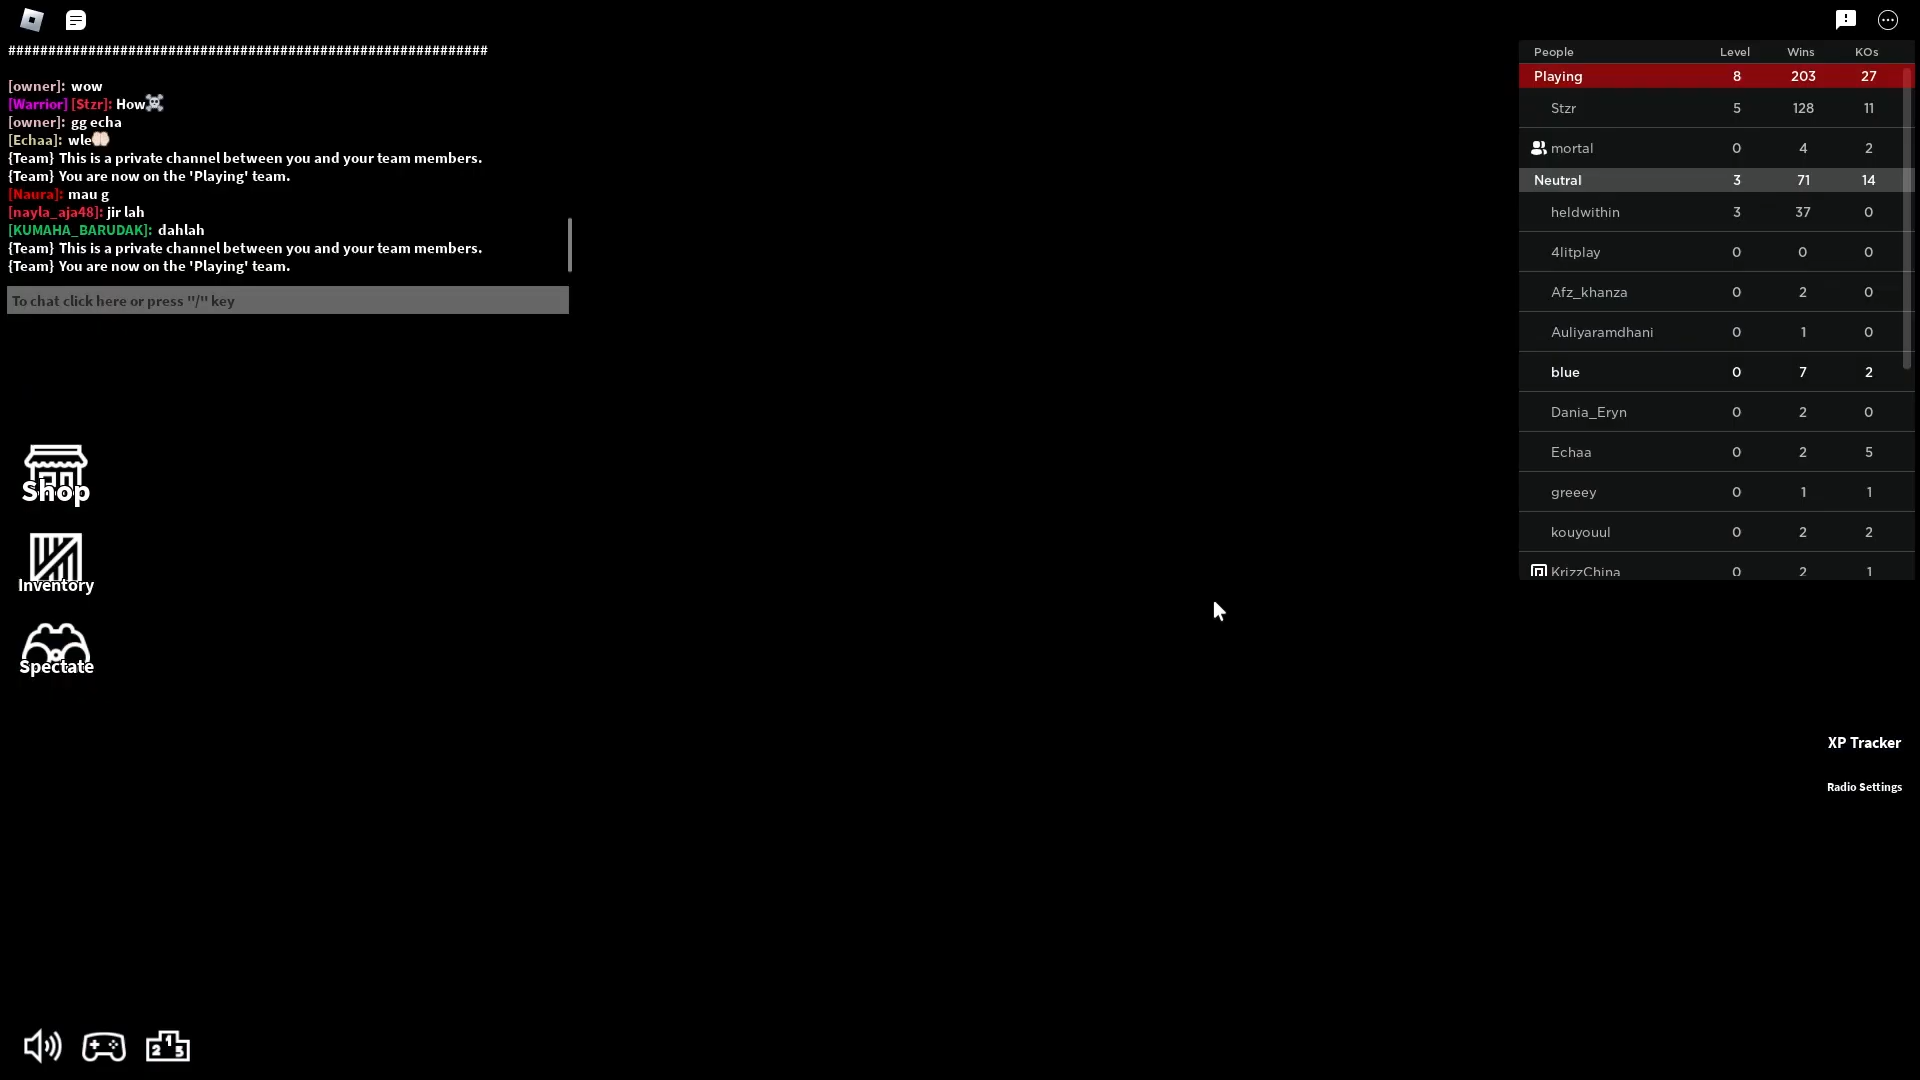 ############################################################
[owner]: wow
[Warrior] [Stzr]: How☠️
[owner]: gg echa
[Echaa]: wle🤲🏻
{Team} This is a private channel between you and your team members.
{Team} You are now on the 'Playing' team.
[Naura]: mau g
[nayla_aja48]: jir lah
[KUMAHA_BARUDAK]: dahlah
{Team} This is a private channel between you and your team members.
{Team} You are now on the 'Playing' team.
To chat click here or press "/" key
Shop
Inventory
Spectate
2 1 3
People Level Wins KOs
Playing 8 203 27
Stzr 5 128 11
mortal 0 4 2
Neutral 3 71 14
heldwithin 3 37 0
4litplay 0 0 0
Afz_khanza 0 2 0
Auliyaramdhani 0 1 0
blue 0 7 2
Dania_Eryn 0 2 0
Echaa 0 2 5
greeey 0 1 1
kouyouul 0 2 2
KrizzChina 0 2 1
XP Tracker
Radio Settings